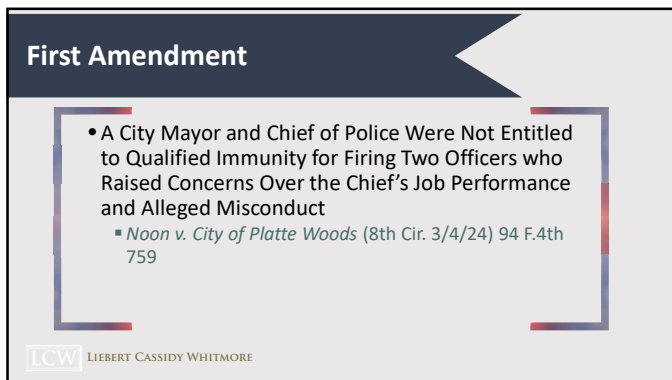 First Amendment
• A City Mayor and Chief of Police Were Not Entitled
to Qualified Immunity for Firing Two Officers who
Raised Concerns Over the Chief’s Job Performance
and Alleged Misconduct
▪ Noon v. City of Platte Woods (8th Cir. 3/4/24) 94 F.4th
759
LCW LIEBERT CASSIDY WHITMORE